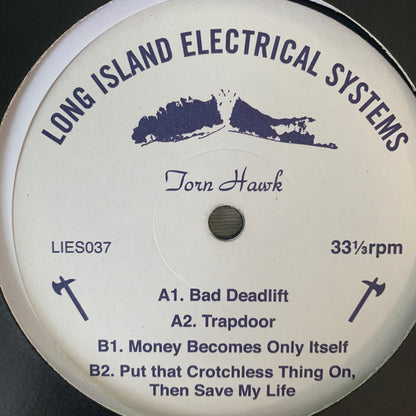 LONG ISLAND ELECTRICAL SYSTEMS
Torn Hawk
LIES037
33⅓rpm
A1. Bad Deadlift
A2. Trapdoor
B1. Money Becomes Only Itself
B2. Put that Crotchless Thing On,
Then Save My Life